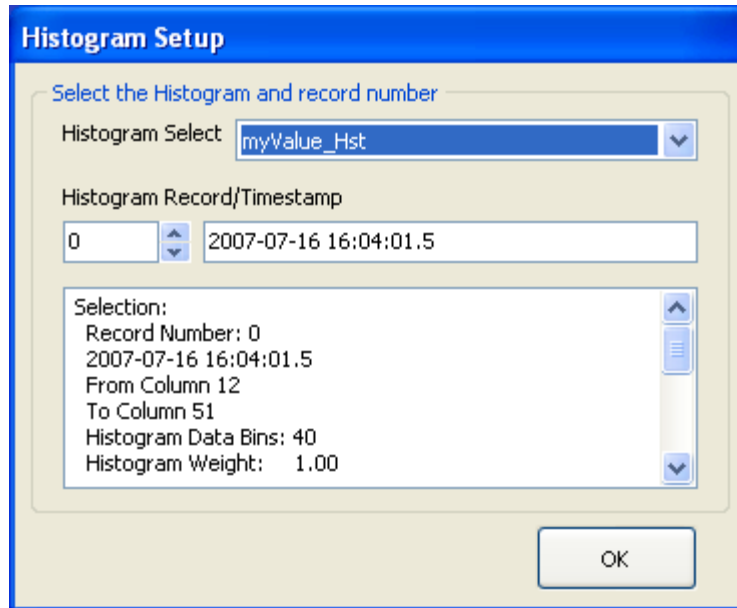 Histogram Setup
Select the Histogram and record number
Histogram Select myValue_Hst
Histogram Record/Timestamp
0 2007-07-16 16:04:01.5
Selection:
Record Number: 0
2007-07-16 16:04:01.5
From Column 12
To Column 51
Histogram Data Bins: 40
Histogram Weight: 1.00
OK